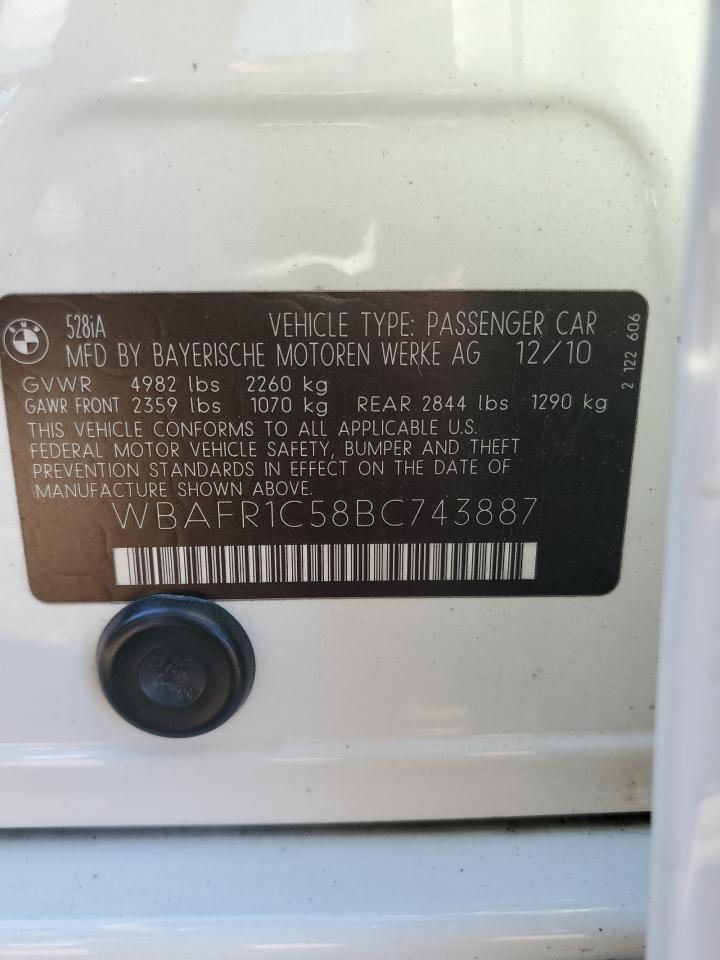 BMW
528iA VEHICLE TYPE: PASSENGER CAR
MFD BY BAYERISCHE MOTOREN WERKE AG 12/10
GVWR 4982 lbs 2260 kg
GAWR FRONT 2359 lbs 1070 kg REAR 2844 lbs 1290 kg
THIS VEHICLE CONFORMS TO ALL APPLICABLE U.S.
FEDERAL MOTOR VEHICLE SAFETY, BUMPER AND THEFT
PREVENTION STANDARDS IN EFFECT ON THE DATE OF
MANUFACTURE SHOWN ABOVE.
WBAFR1C58BC743887
2 122 606